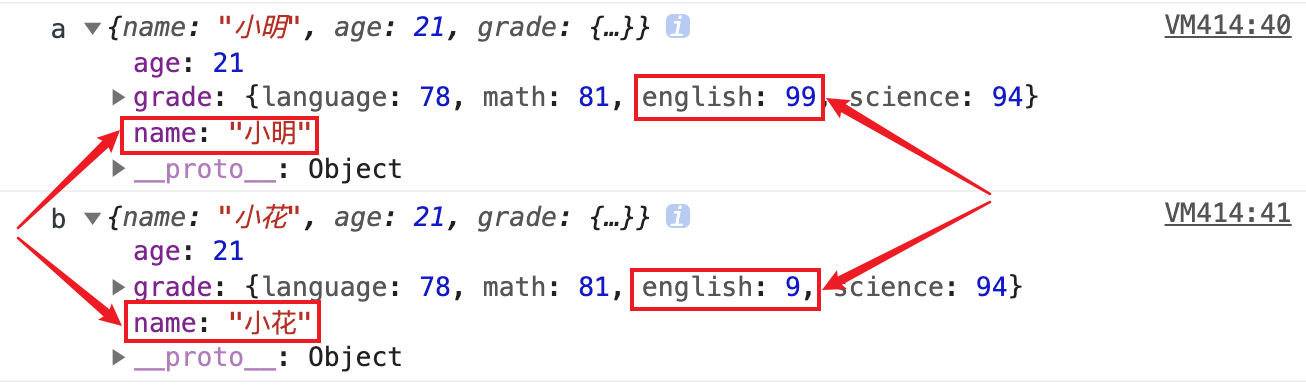 a ▼{name: "小明", age: 21, grade: {…}} i VM414:40
age: 21
▶grade: {language: 78, math: 81, english: 99, science: 94}
name: "小明"
▶__proto__: Object
b ▼{name: "小花", age: 21, grade: {…}} i VM414:41
age: 21
▶grade: {language: 78, math: 81, english: 9, science: 94}
name: "小花"
▶__proto__: Object